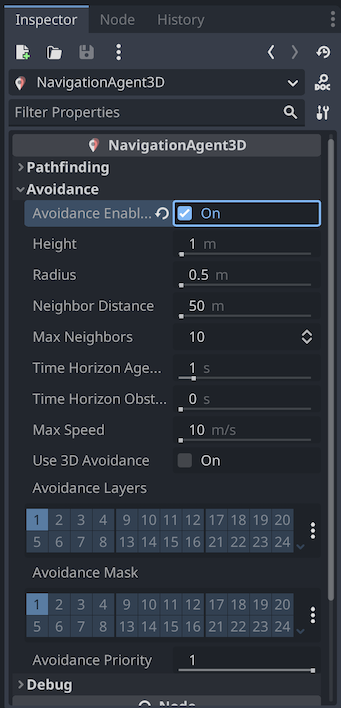 Inspector Node History
DOC
NavigationAgent3D
Filter Properties
NavigationAgent3D
Pathfinding
Avoidance
Avoidance Enabl... On
Height 1 m
Radius 0.5 m
Neighbor Distance 50 m
Max Neighbors 10
Time Horizon Age... 1 s
Time Horizon Obst... 0 s
Max Speed 10 m/s
Use 3D Avoidance On
Avoidance Layers
1 2 3 4 9 10 11 12 17 18 19 20
5 6 7 8 13 14 15 16 21 22 23 24
Avoidance Mask
1 2 3 4 9 10 11 12 17 18 19 20
5 6 7 8 13 14 15 16 21 22 23 24
Avoidance Priority 1
Debug
Node